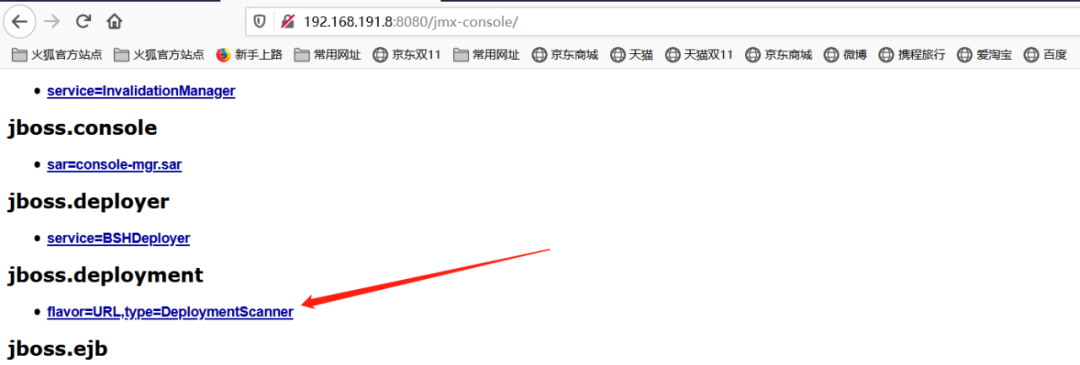 192.168.191.8:8080/jmx-console/
火狐官方站点 火狐官方站点 新手上路 常用网址 京东双11 常用网址 京东商城 天猫 天猫双11 京东商城 微博 携程旅行 爱淘宝 百度
• service=InvalidationManager
jboss.console
• sar=console-mgr.sar
jboss.deployer
• service=BSHDeployer
jboss.deployment
• flavor=URL,type=DeploymentScanner
jboss.ejb